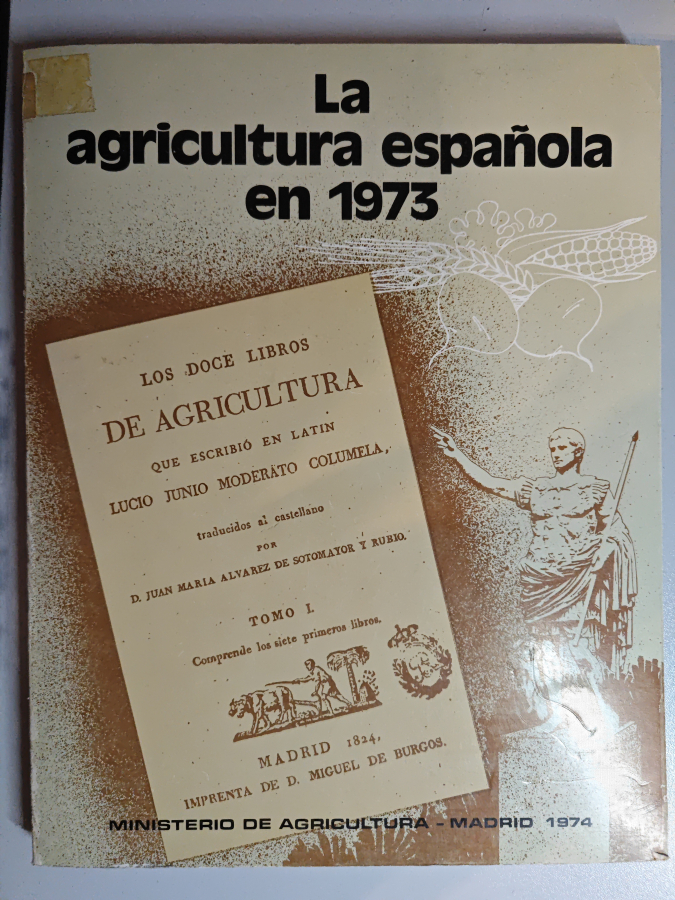 La
agricultura española
en 1973
LOS DOCE LIBROS
DE AGRICULTURA
QUE ESCRIBIÓ EN LATIN
LUCIO JUNIO MODERATO COLUMELA,
traducidos al castellano
POR
D. JUAN MARIA ALVAREZ DE SOTOMAYOR Y RUBIO.
TOMO I.
Comprende los siete primeros libros.
MADRID 1824,
IMPRENTA DE D. MIGUEL DE BURGOS.
MINISTERIO DE AGRICULTURA - MADRID 1974